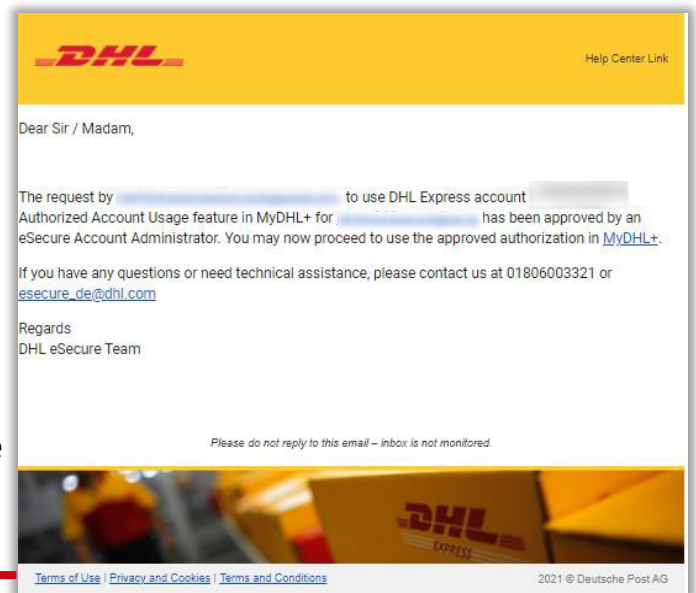 DHL
Help Center Link
Dear Sir / Madam,
The request by to use DHL Express account
Authorized Account Usage feature in MyDHL+ for has been approved by an
eSecure Account Administrator. You may now proceed to use the approved authorization in MyDHL+.
If you have any questions or need technical assistance, please contact us at 01806003321 or
esecure_de@dhl.com
Regards
DHL eSecure Team
Please do not reply to this email – inbox is not monitored.
DHL
EXPRESS
Terms of Use | Privacy and Cookies | Terms and Conditions
2021 © Deutsche Post AG